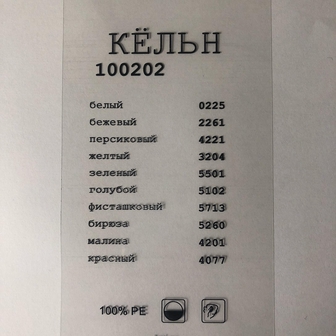 КЁЛЬН
100202
белый 0225
бежевый 2261
персиковый 4221
желтый 3204
зеленый 5501
голубой 5102
фисташковый 5713
бирюза 5260
малина 4201
красный 4077
100% PE